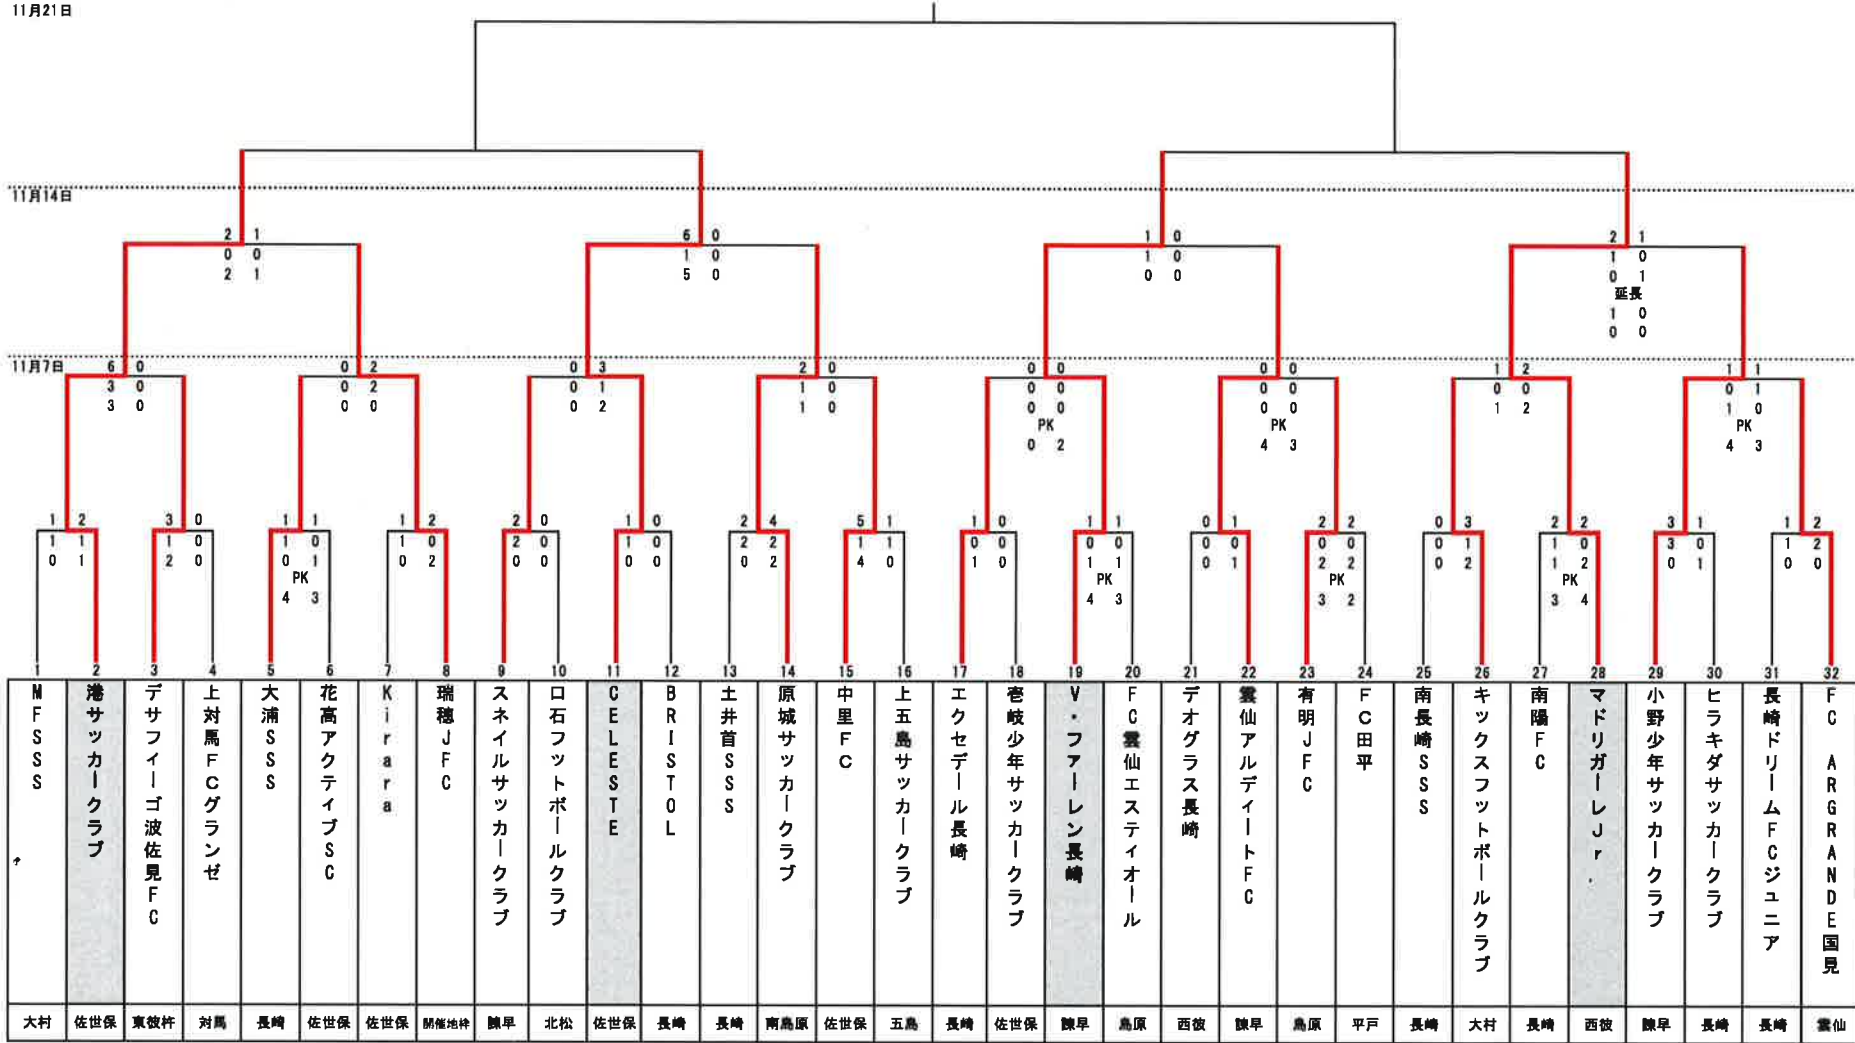 11月21日
11月14日
2 1 6 0 1 0 2 1
0 0 1 0 1 0 1 0
2 1 5 0 0 0 0 1
延長
1 0
0 0
11月7日
6 0 0 2 0 3 2 0 0 0 0 0 1 2 1 1
3 0 0 2 0 1 1 0 0 0 0 0 0 0 0 1
3 0 0 0 0 2 1 0 0 0 0 0 1 2 1 0
PK PK PK
0 2 4 3 4 3
1 2 3 0 1 1 1 2 2 0 1 0 2 4 5 1 1 0 1 1 0 1 2 2 0 3 2 2 3 1 1 2
1 1 1 0 1 0 1 0 2 0 1 0 2 2 1 1 0 0 0 0 0 0 0 0 0 1 1 0 3 0 1 2
0 1 2 0 0 1 0 2 0 0 0 0 0 2 4 0 1 0 1 1 0 1 2 2 0 2 1 2 0 1 0 0
PK PK PK PK
4 3 4 3 3 2 3 4
1 2 3 4 5 6 7 8 9 10 11 12 13 14 15 16 17 18 19 20 21 22 23 24 25 26 27 28 29 30 31 32
MFSSS
港サッカークラブ
デサフィーゴ波佐見FC
上対馬FCグランゼ
大浦SSS
花高アクティブSC
Kirara
瑞穂JFC
スネイルサッカークラブ
口石フットボールクラブ
CELESTE
BRISTOL
土井首SSS
原城サッカークラブ
中里FC
上五島サッカークラブ
エクセデール長崎
壱岐少年サッカークラブ
V・ファーレン長崎
FC雲仙エスティオール
デオグラス長崎
雲仙アルディートFC
有明JFC
FC田平
南長崎SSS
キックスフットボールクラブ
南陽FC
マドリガーレJr.
小野少年サッカークラブ
ヒラキダサッカークラブ
長崎ドリームFCジュニア
FC ARGRANDE国見
大村 佐世保 東彼杵 対馬 長崎 佐世保 佐世保 開催地枠 諫早 北松 佐世保 長崎 長崎 南島原 佐世保 五島 長崎 佐世保 諫早 島原 西彼 諫早 島原 平戸 長崎 大村 長崎 西彼 諫早 長崎 長崎 雲仙